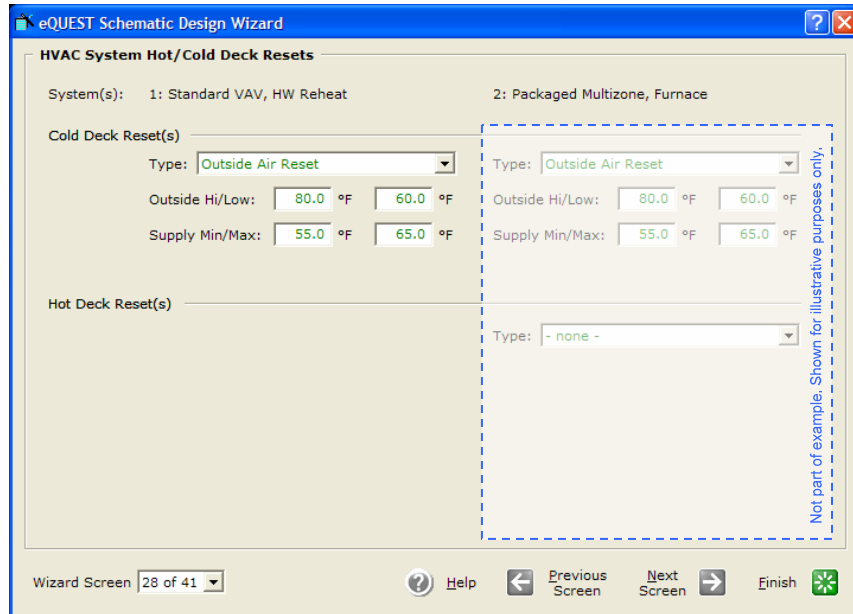 eQUEST Schematic Design Wizard
HVAC System Hot/Cold Deck Resets
System(s): 1: Standard VAV, HW Reheat 2: Packaged Multizone, Furnace
Cold Deck Reset(s)
Type: Outside Air Reset Type: Outside Air Reset
Outside Hi/Low: 80.0 °F 60.0 °F Outside Hi/Low: 80.0 °F 60.0 °F
Supply Min/Max: 55.0 °F 65.0 °F Supply Min/Max: 55.0 °F 65.0 °F
Hot Deck Reset(s)
Type: - none -
Not part of example. Shown for illustrative purposes only.
Wizard Screen 28 of 41 ? Help Previous Screen Next Screen Finish